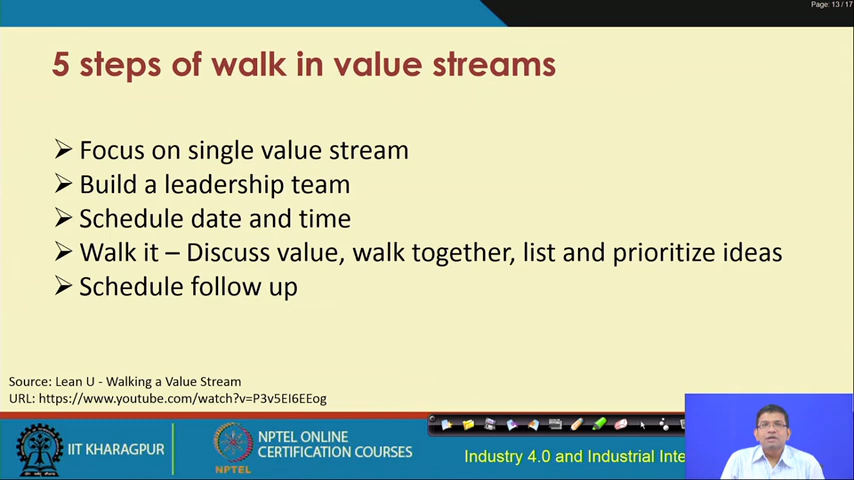 Page: 13 / 17
5 steps of walk in value streams
➢ Focus on single value stream
➢ Build a leadership team
➢ Schedule date and time
➢ Walk it – Discuss value, walk together, list and prioritize ideas
➢ Schedule follow up
Source: Lean U - Walking a Value Stream
URL: https://www.youtube.com/watch?v=P3v5EI6EEog
IIT KHARAGPUR
NPTEL
NPTEL ONLINE
CERTIFICATION COURSES
Industry 4.0 and Industrial Inte